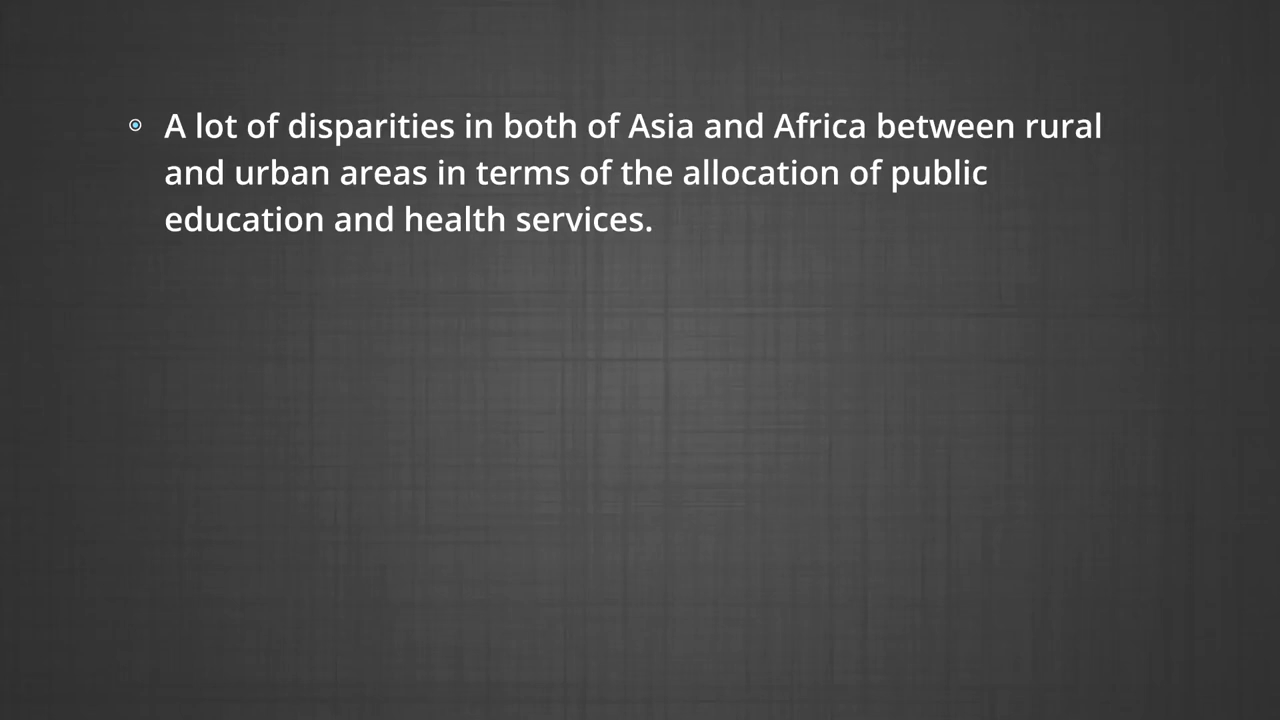 A lot of disparities in both of Asia and Africa between rural
and urban areas in terms of the allocation of public
education and health services.